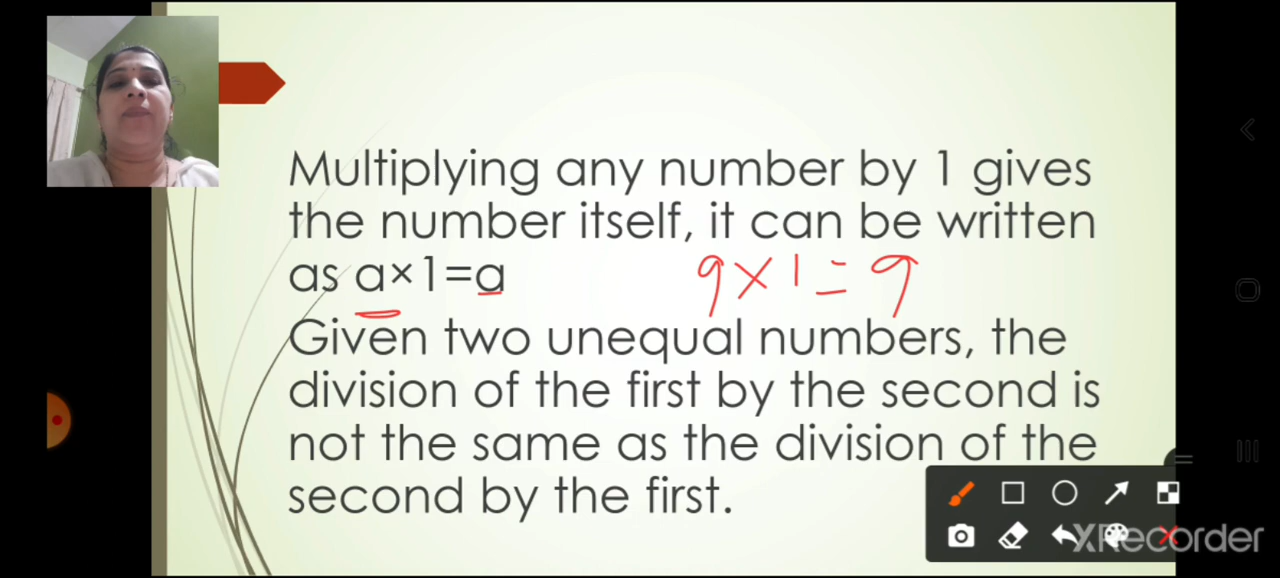 Multiplying any number by 1 gives
the number itself, it can be written
as a×1=a
9×1=9
Given two unequal numbers, the
division of the first by the second is
not the same as the division of the
second by the first.
XRecorder